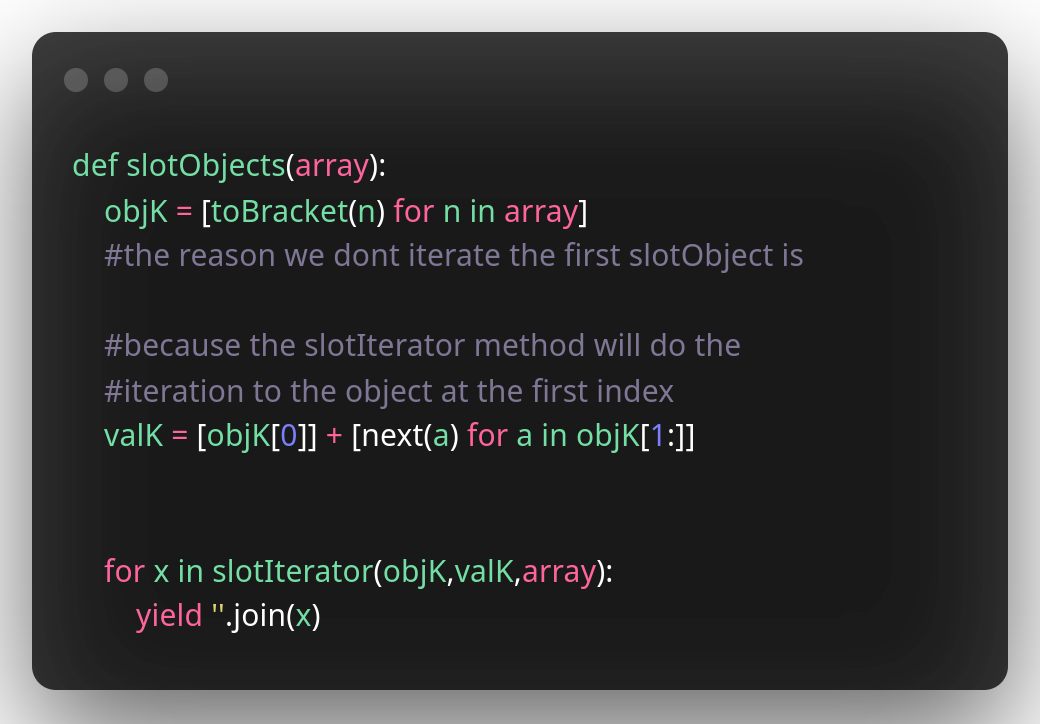 def slotObjects(array):
    objK = [toBracket(n) for n in array]
    #the reason we dont iterate the first slotObject is
    #because the slotIterator method will do the
    #iteration to the object at the first index
    valK = [objK[0]] + [next(a) for a in objK[1:]]
    for x in slotIterator(objK,valK,array):
        yield ''.join(x)